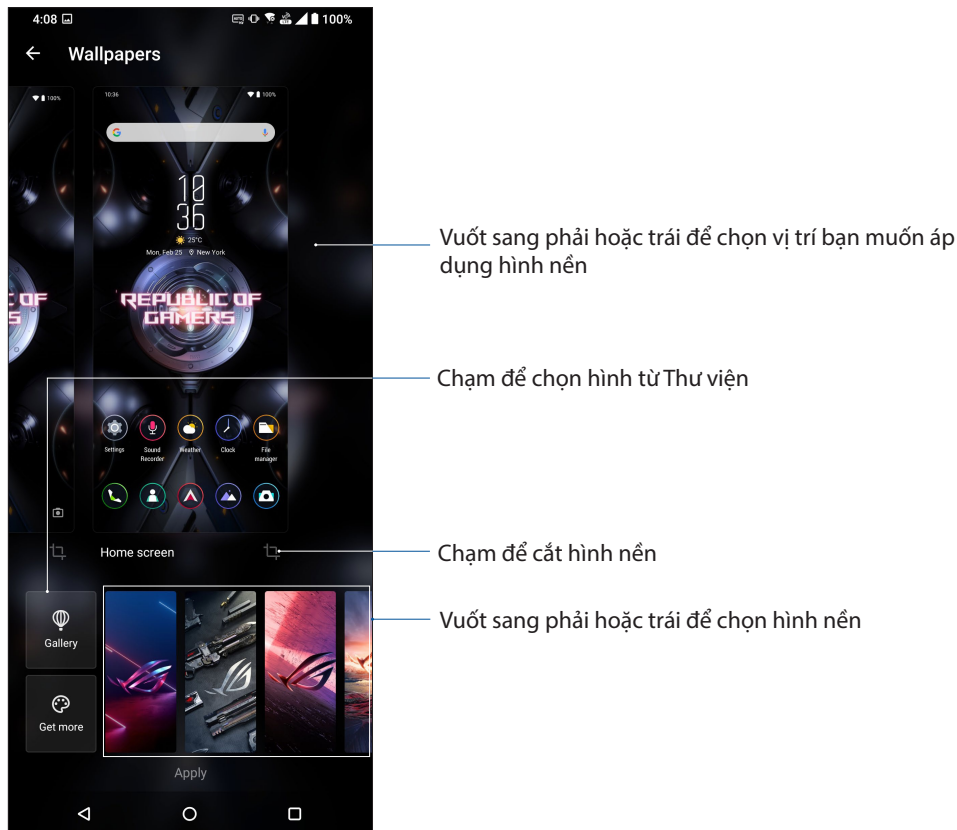 4:08 100%
Wallpapers
100%
10:36 100%
G
10
36
25°C
Mon, Feb 25 New York
OF
S
REPUBLIC OF
GAMERS
Settings Sound Recorder Weather Clock File manager
Home screen
Gallery
Get more
Apply
Vuốt sang phải hoặc trái để chọn vị trí bạn muốn áp
dụng hình nền
Chạm để chọn hình từ Thư viện
Chạm để cắt hình nền
Vuốt sang phải hoặc trái để chọn hình nền